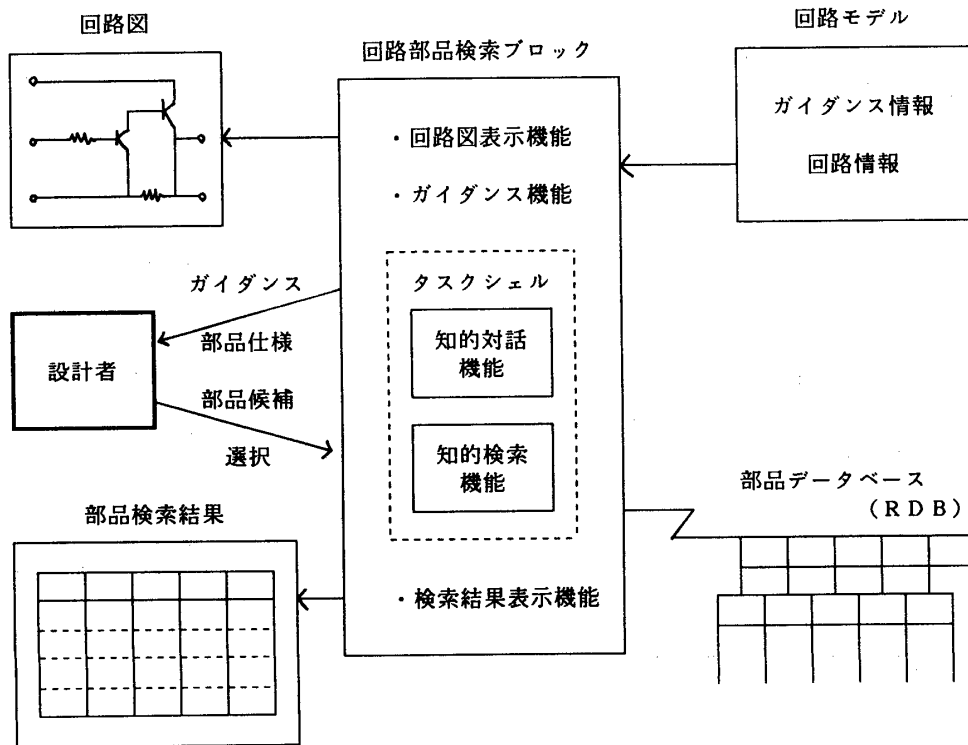 回路図
回路部品検索ブロック
回路モデル
ガイダンス情報
回路情報
・回路図表示機能
・ガイダンス機能
タスクシェル
知的対話
機能
知的検索
機能
・検索結果表示機能
ガイダンス
部品仕様
設計者
部品候補
選択
部品検索結果
部品データベース
(RDB)